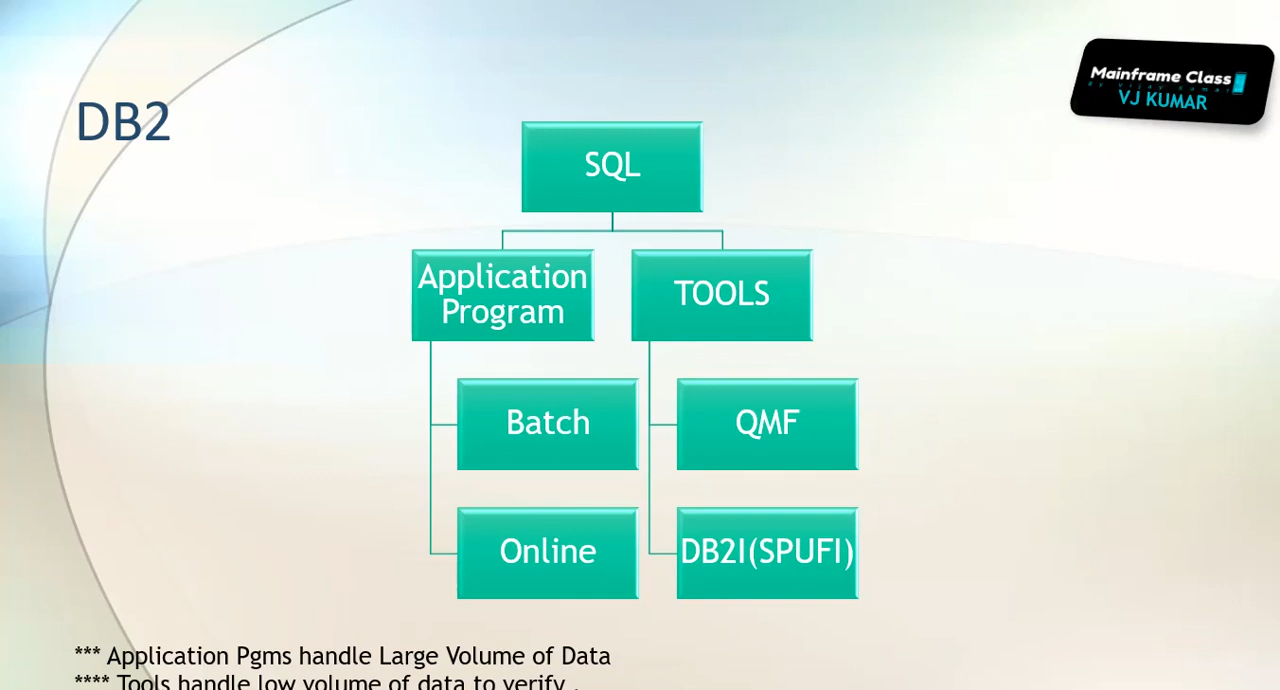 Mainframe Class
VJ KUMAR
DB2
SQL
Application
Program
TOOLS
Batch
QMF
Online
DB2I(SPUFI)
*** Application Pgms handle Large Volume of Data
**** Tools handle low volume of data to verify .